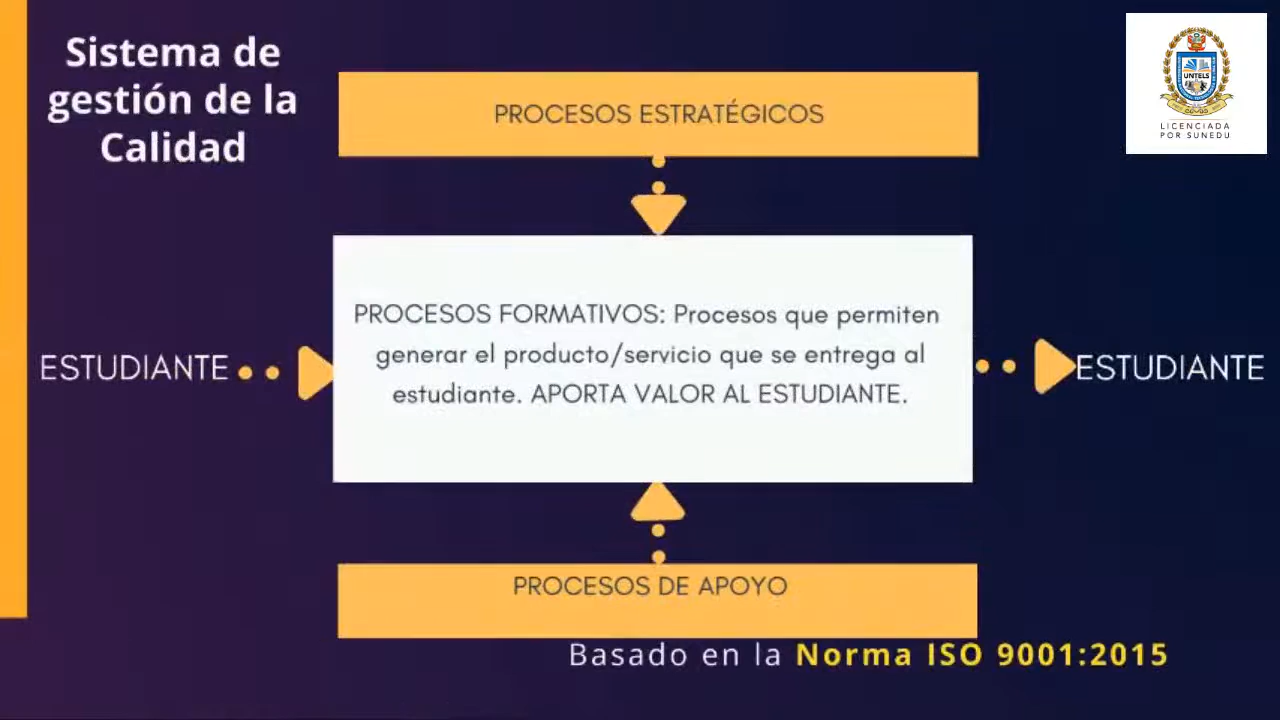 Sistema de
gestión de la
Calidad
PROCESOS ESTRATÉGICOS
UNTELS
LICENCIADA
POR SUNEDU
PROCESOS FORMATIVOS: Procesos que permiten
generar el producto/servicio que se entrega al
estudiante. APORTA VALOR AL ESTUDIANTE.
ESTUDIANTE
ESTUDIANTE
PROCESOS DE APOYO
Basado en la Norma ISO 9001:2015